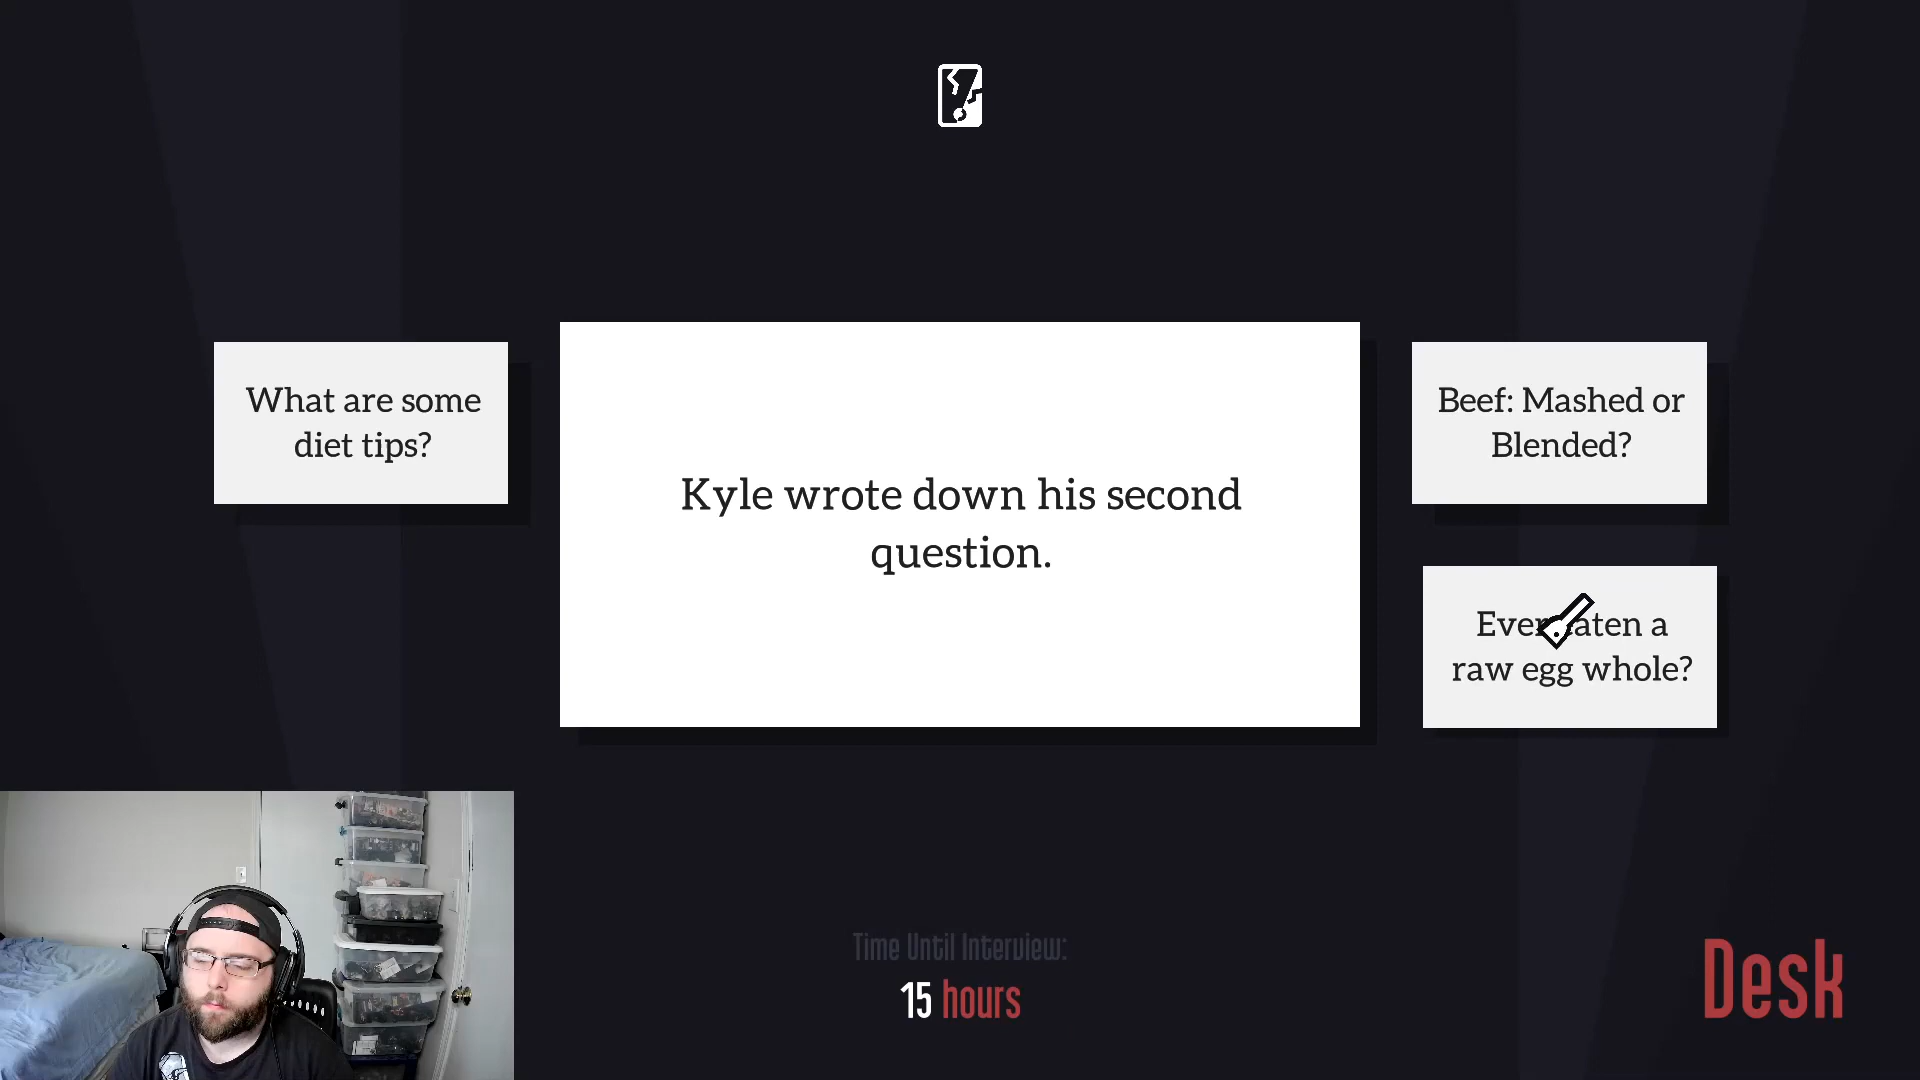 What are some
diet tips?
Kyle wrote down his second
question.
Beef: Mashed or
Blended?
Ever eaten a
raw egg whole?
Time Until Interview:
15 hours
Desk